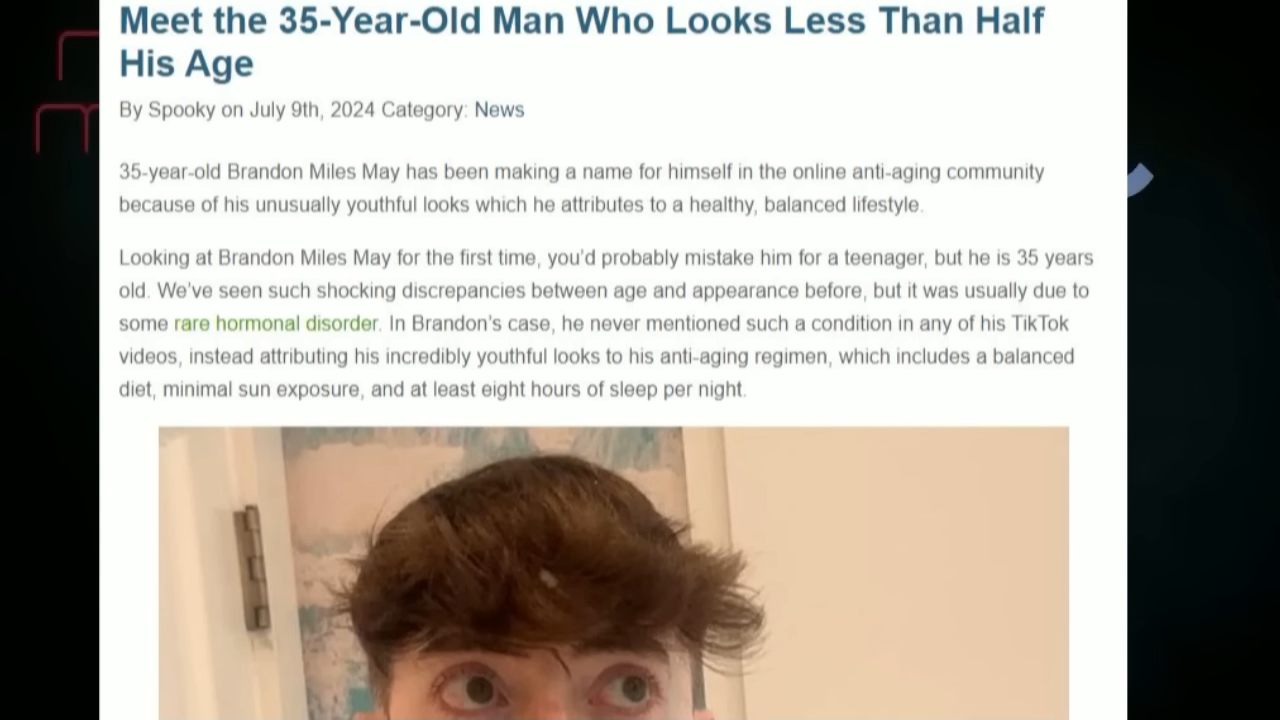 Meet the 35-Year-Old Man Who Looks Less Than Half
His Age
By Spooky on July 9th, 2024 Category: News
35-year-old Brandon Miles May has been making a name for himself in the online anti-aging community
because of his unusually youthful looks which he attributes to a healthy, balanced lifestyle.
Looking at Brandon Miles May for the first time, you'd probably mistake him for a teenager, but he is 35 years
old. We've seen such shocking discrepancies between age and appearance before, but it was usually due to
some rare hormonal disorder. In Brandon's case, he never mentioned such a condition in any of his TikTok
videos, instead attributing his incredibly youthful looks to his anti-aging regimen, which includes a balanced
diet, minimal sun exposure, and at least eight hours of sleep per night.